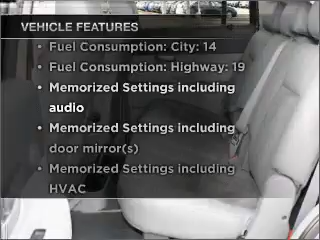 VEHICLE FEATURES
• Fuel Consumption: City: 14
• Fuel Consumption: Highway: 19
• Memorized Settings including
audio
• Memorized Settings including
door mirror(s)
• Memorized Settings including
HVAC